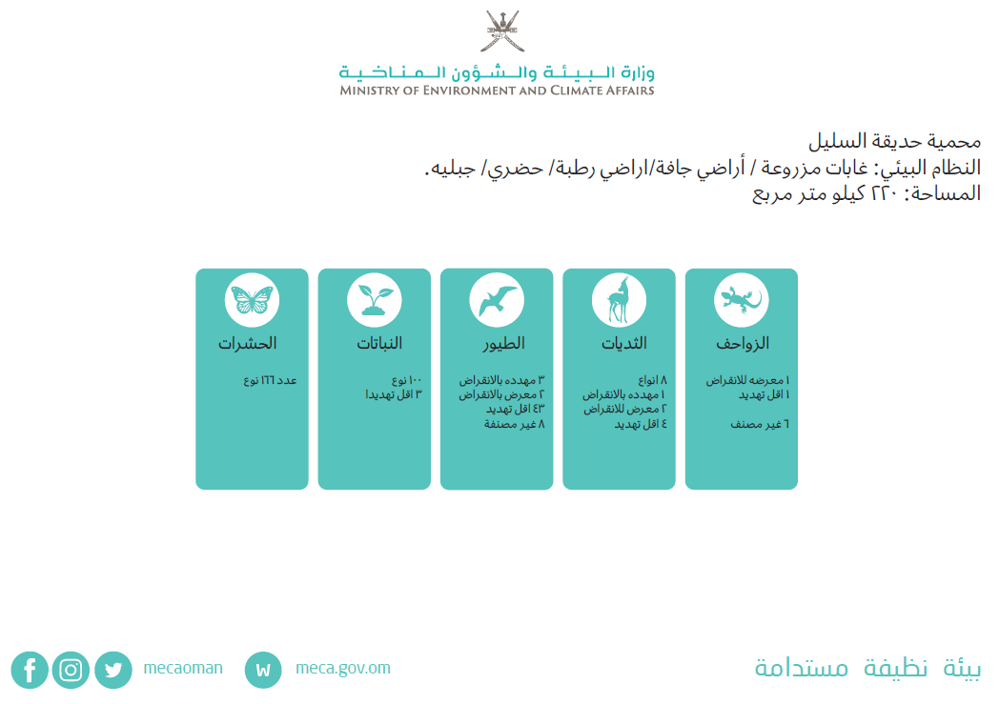 وزارة البيئة والشؤون المناخية
MINISTRY OF ENVIRONMENT AND CLIMATE AFFAIRS
محمية حديقة السليل
النظام البيئي: غابات مزروعة / أراضي جافة/اراضي رطبة/ حضري/ جبليه.
المساحة: ٢٢٠ كيلو متر مربع
الزواحف
١ معرضه للانقراض
١ اقل تهديد
٦ غير مصنف
الثديات
٨ انواع
١ مهدده بالانقراض
٢ معرض للانقراض
٤ اقل تهديد
الطيور
٣ مهدده بالانقراض
٢ معرض بالانقراض
٤٣ اقل تهديد
٨ غير مصنفة
النباتات
١٠٠ نوع
٣ اقل تهديدا
الحشرات
عدد ١٦٦ نوع
بيئة نظيفة مستدامة
mecaoman
w meca.gov.om